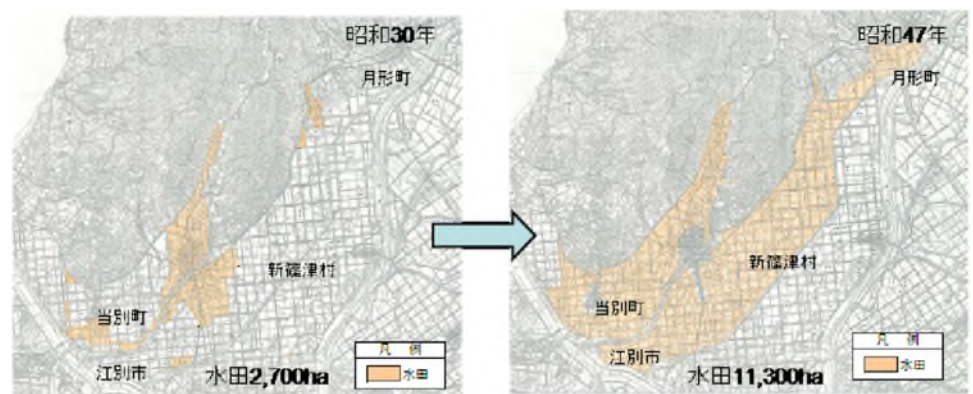 昭和30年
月形町
新篠津村
当別町
江別市
水田2,700ha
凡 例
水田
昭和47年
月形町
新篠津村
当別町
江別市
水田11,300ha
凡 例
水田